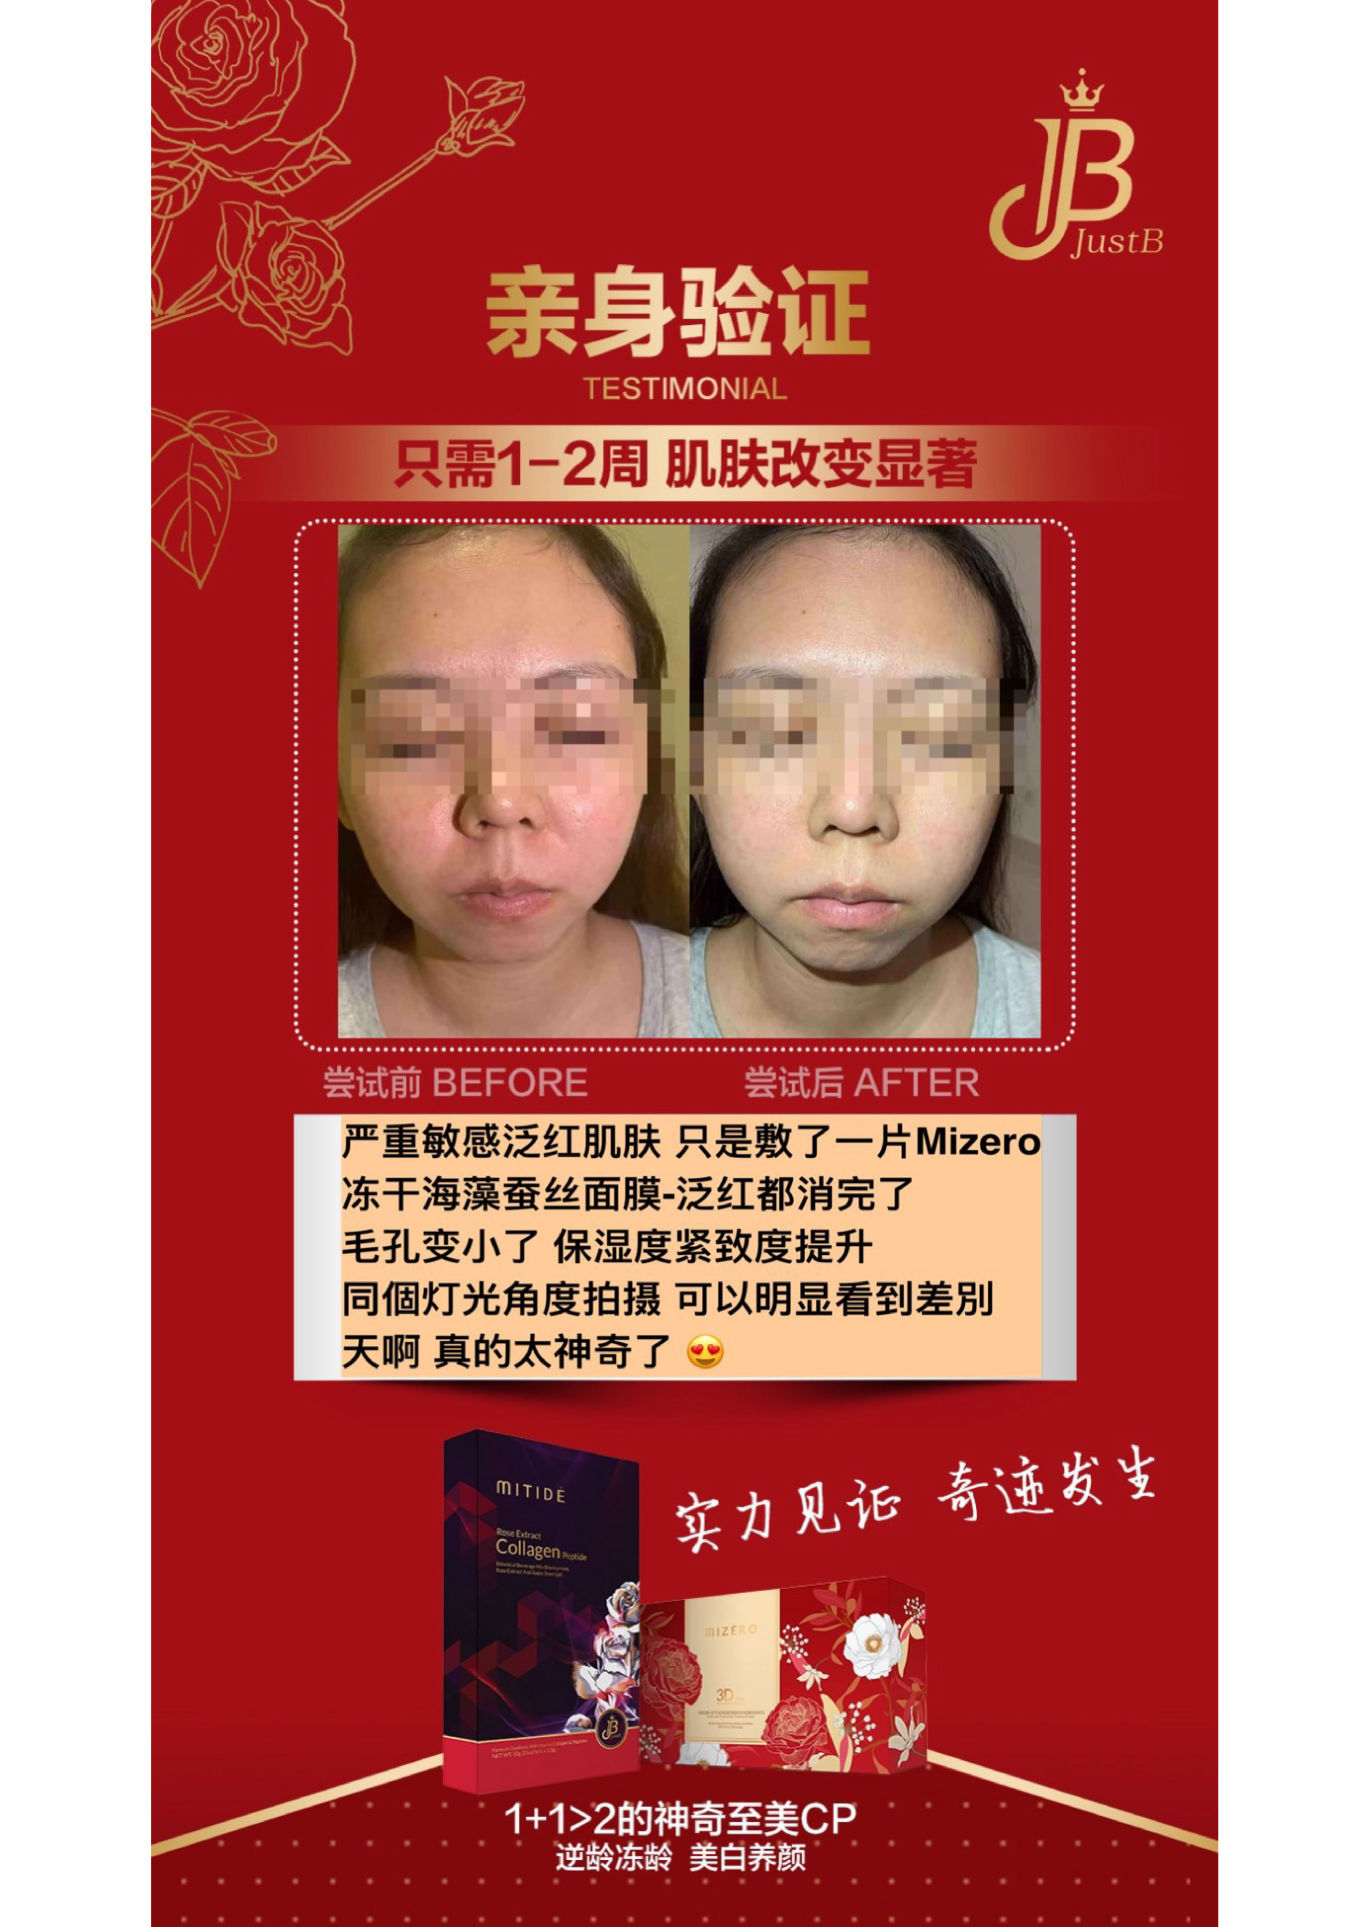 JB
JustB
亲身验证
TESTIMONIAL
只需1-2周 肌肤改变显著
尝试前 BEFORE
尝试后 AFTER
严重敏感泛红肌肤 只是敷了一片Mizero
冻干海藻蚕丝面膜-泛红都消完了
毛孔变小了 保湿度紧致度提升
同個灯光角度拍摄 可以明显看到差别
天啊 真的太神奇了 😍
实力见证 奇迹发生
MITIDĒ
Rose Extract
Collagen Peptide
MIZĒRO
3D
JB
1+1>2的神奇至美CP
逆龄冻龄 美白养颜